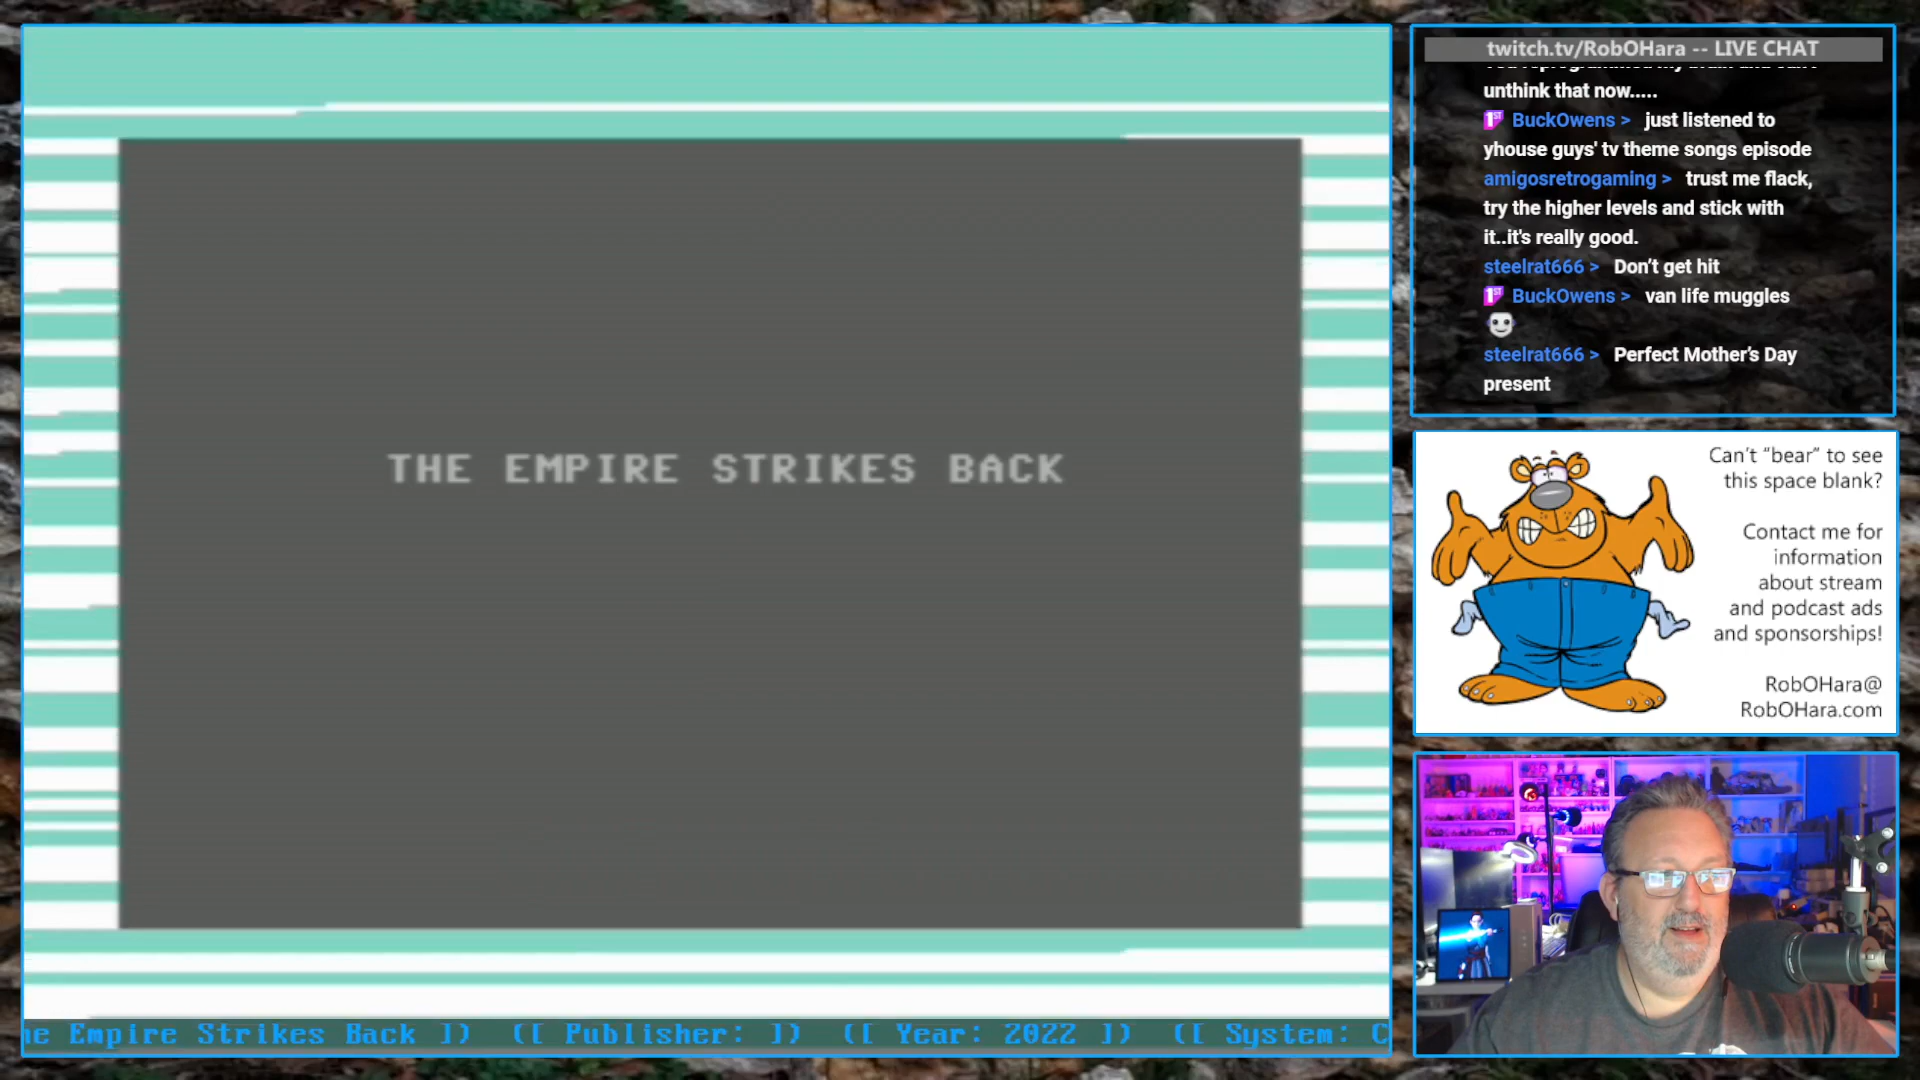 THE EMPIRE STRIKES BACK
Empire Strikes Back ]) ([ Publisher: ]) ([ Year: 2022 ]) ([ System: C
twitch.tv/RobOHara -- LIVE CHAT
unthink that now.....
BuckOwens > just listened to
yhouse guys' tv theme songs episode
amigosretrogaming > trust me flack,
try the higher levels and stick with
it..it's really good.
steelrat666 > Don’t get hit
BuckOwens > van life muggles
steelrat666 > Perfect Mother’s Day
present
Can’t “bear” to see
this space blank?
Contact me for
information
about stream
and podcast ads
and sponsorships!
RobOHara@
RobOHara.com